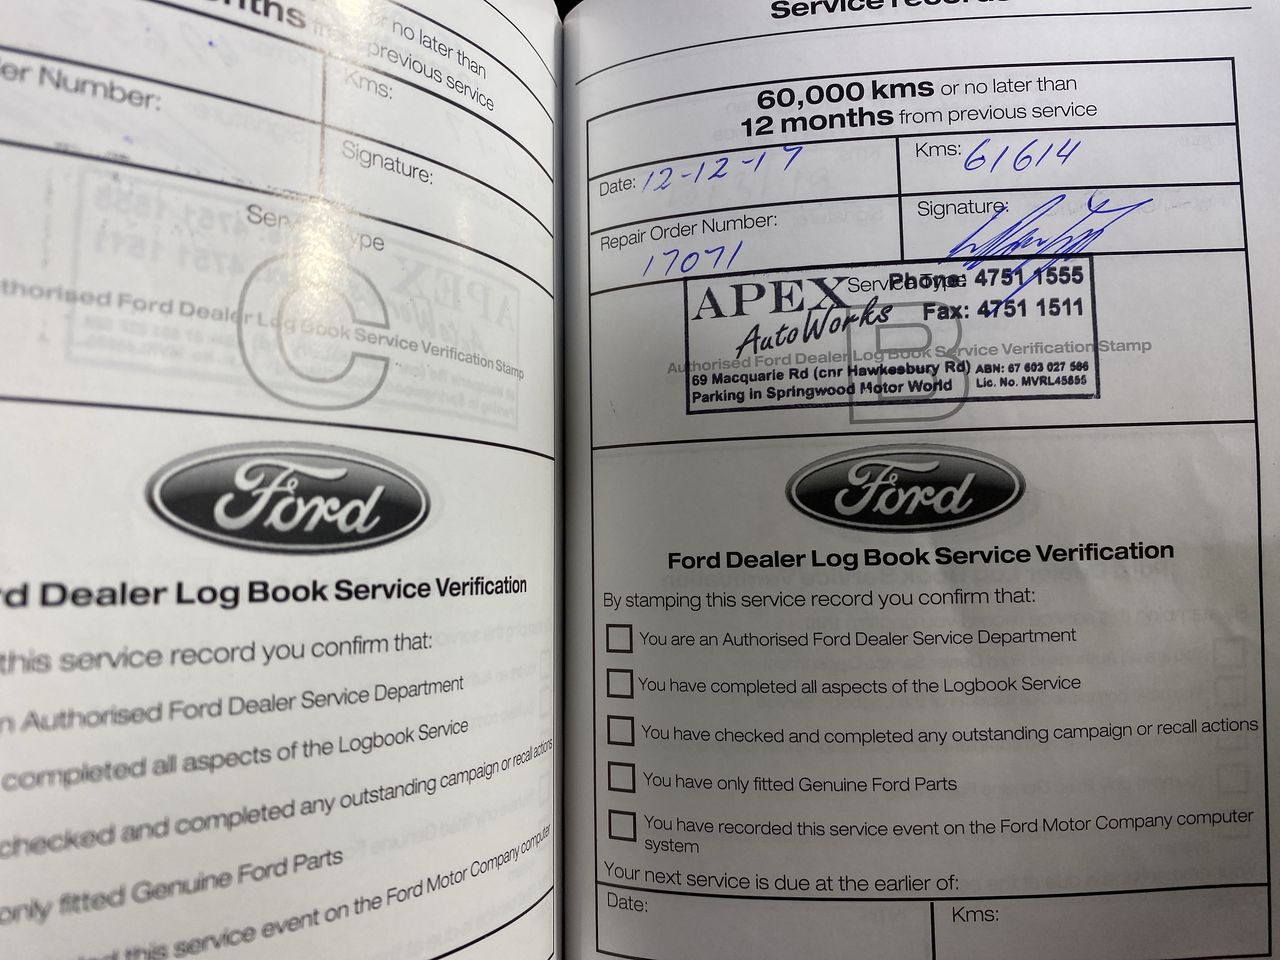 nths
or no later than
previous service
er Number:
Kms:
Signature:
Service Type
C
thorised Ford Dealer Log Book Service Verification Stamp
Ford
rd Dealer Log Book Service Verification
this service record you confirm that:
n Authorised Ford Dealer Service Department
completed all aspects of the Logbook Service
checked and completed any outstanding campaign or recall actions
only fitted Genuine Ford Parts
this service event on the Ford Motor Company computer
Service records
60,000 kms or no later than
12 months from previous service
Date: 12-12-17
Kms: 61614
Repair Order Number:
17071
Signature:
Service Type
B
APEX
AutoWorks
Phone: 4751 1555
Fax: 4751 1511
Authorised Ford Dealer Log Book Service Verification Stamp
69 Macquarie Rd (cnr Hawkesbury Rd) ABN: 67 603 027 586
Parking in Springwood Motor World Lic. No. MVRL45855
Ford
Ford Dealer Log Book Service Verification
By stamping this service record you confirm that:
You are an Authorised Ford Dealer Service Department
You have completed all aspects of the Logbook Service
You have checked and completed any outstanding campaign or recall actions
You have only fitted Genuine Ford Parts
You have recorded this service event on the Ford Motor Company computer
system
Your next service is due at the earlier of:
Date:
Kms: